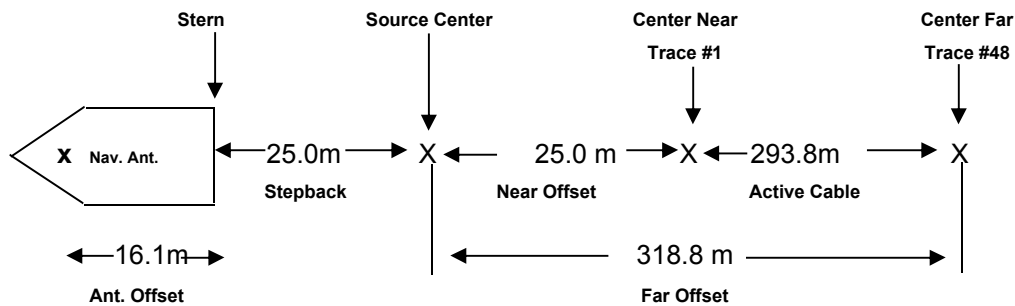 Stern
Source Center
Center Near
Trace #1
Center Far
Trace #48
X Nav. Ant.
25.0m
X
25.0 m
X
293.8m
X
Stepback
Near Offset
Active Cable
16.1m
318.8 m
Ant. Offset
Far Offset